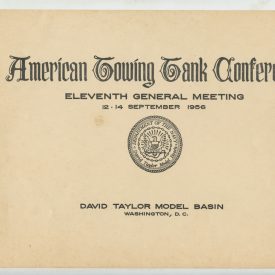 American Towing Tank Confer
ELEVENTH GENERAL MEETING
12-14 SEPTEMBER 1956
DAVID TAYLOR MODEL BASIN
WASHINGTON, D. C.